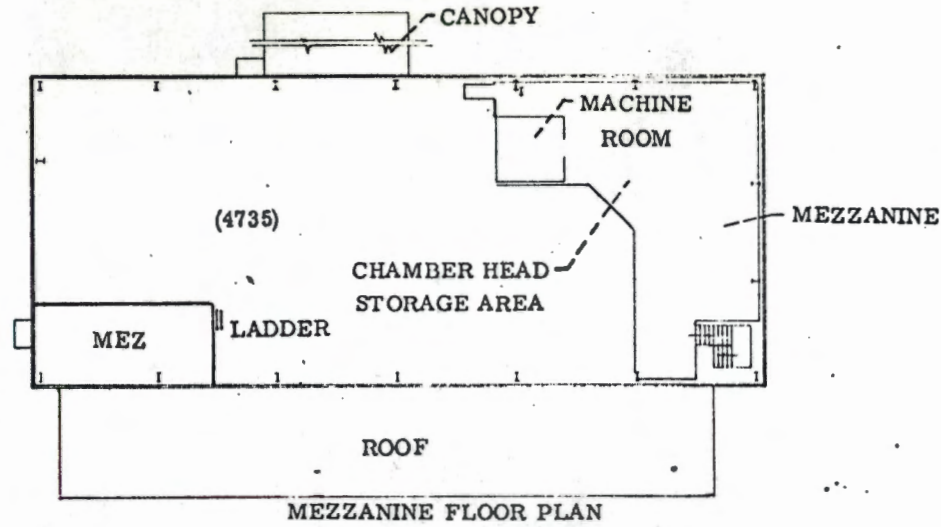 CANOPY
MACHINE
ROOM
(4735)
MEZZANINE
CHAMBER HEAD
STORAGE AREA
MEZ
LADDER
ROOF
MEZZANINE FLOOR PLAN